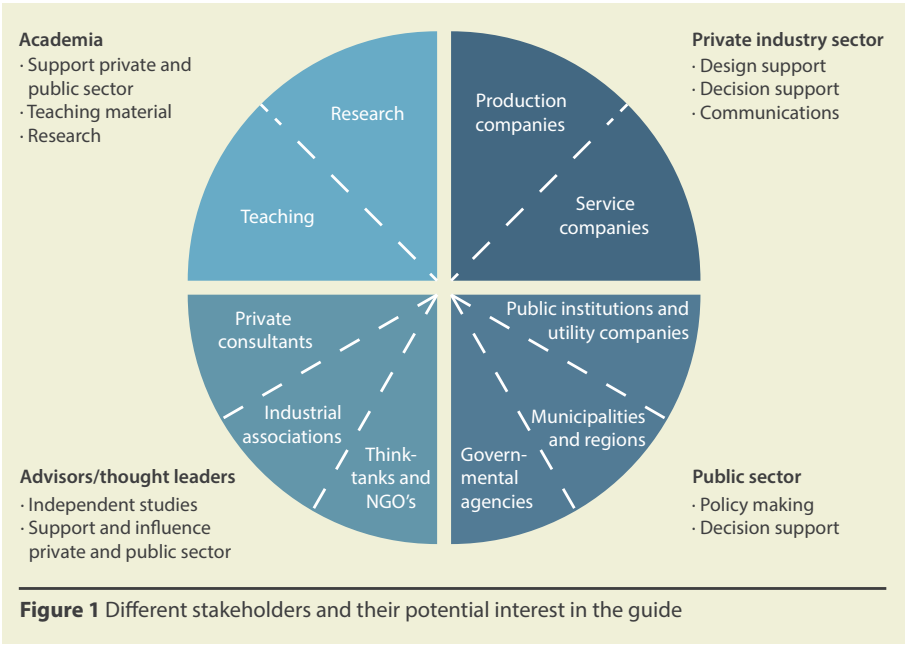 Academia
· Support private and
public sector
· Teaching material
· Research
Private industry sector
· Design support
· Decision support
· Communications
Research
Teaching
Production
companies
Service
companies
Private
consultants
Industrial
associations
Think-
tanks and
NGO's
Public institutions and
utility companies
Municipalities
and regions
Govern-
mental
agencies
Advisors/thought leaders
· Independent studies
· Support and influence
private and public sector
Public sector
· Policy making
· Decision support
Figure 1 Different stakeholders and their potential interest in the guide